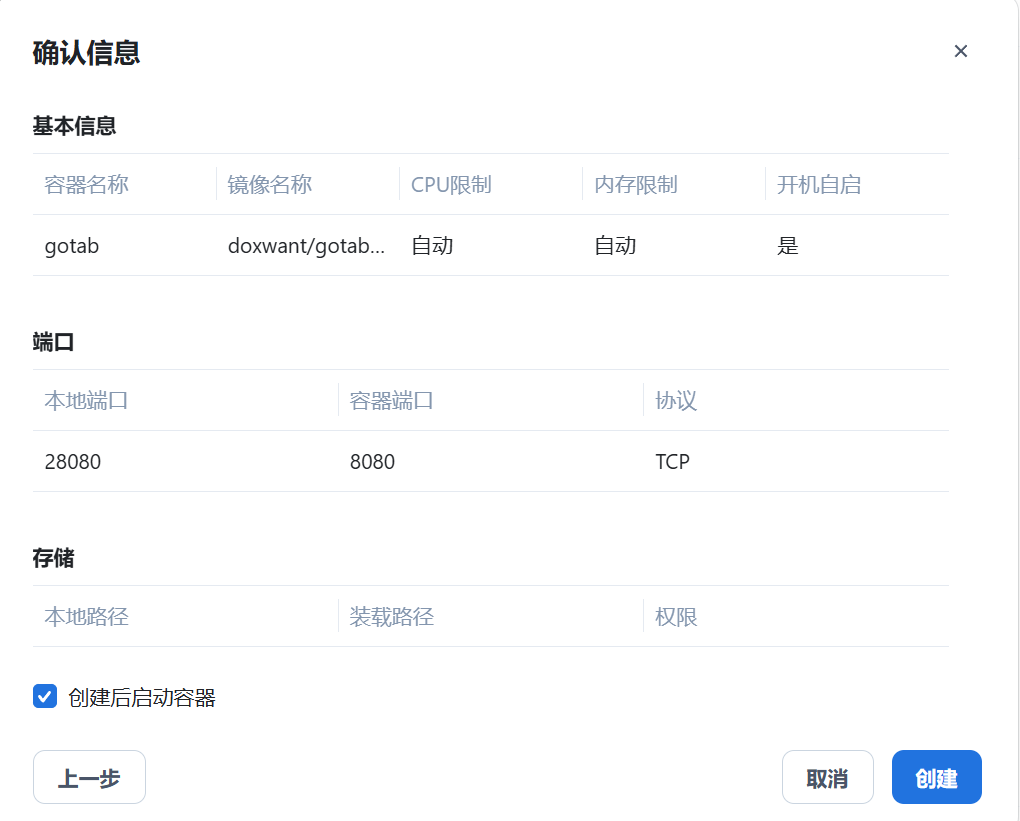 确认信息
基本信息
容器名称 镜像名称 CPU限制 内存限制 开机自启
gotab doxwant/gotab... 自动 自动 是
端口
本地端口 容器端口 协议
28080 8080 TCP
存储
本地路径 装载路径 权限
创建后启动容器
上一步 取消 创建